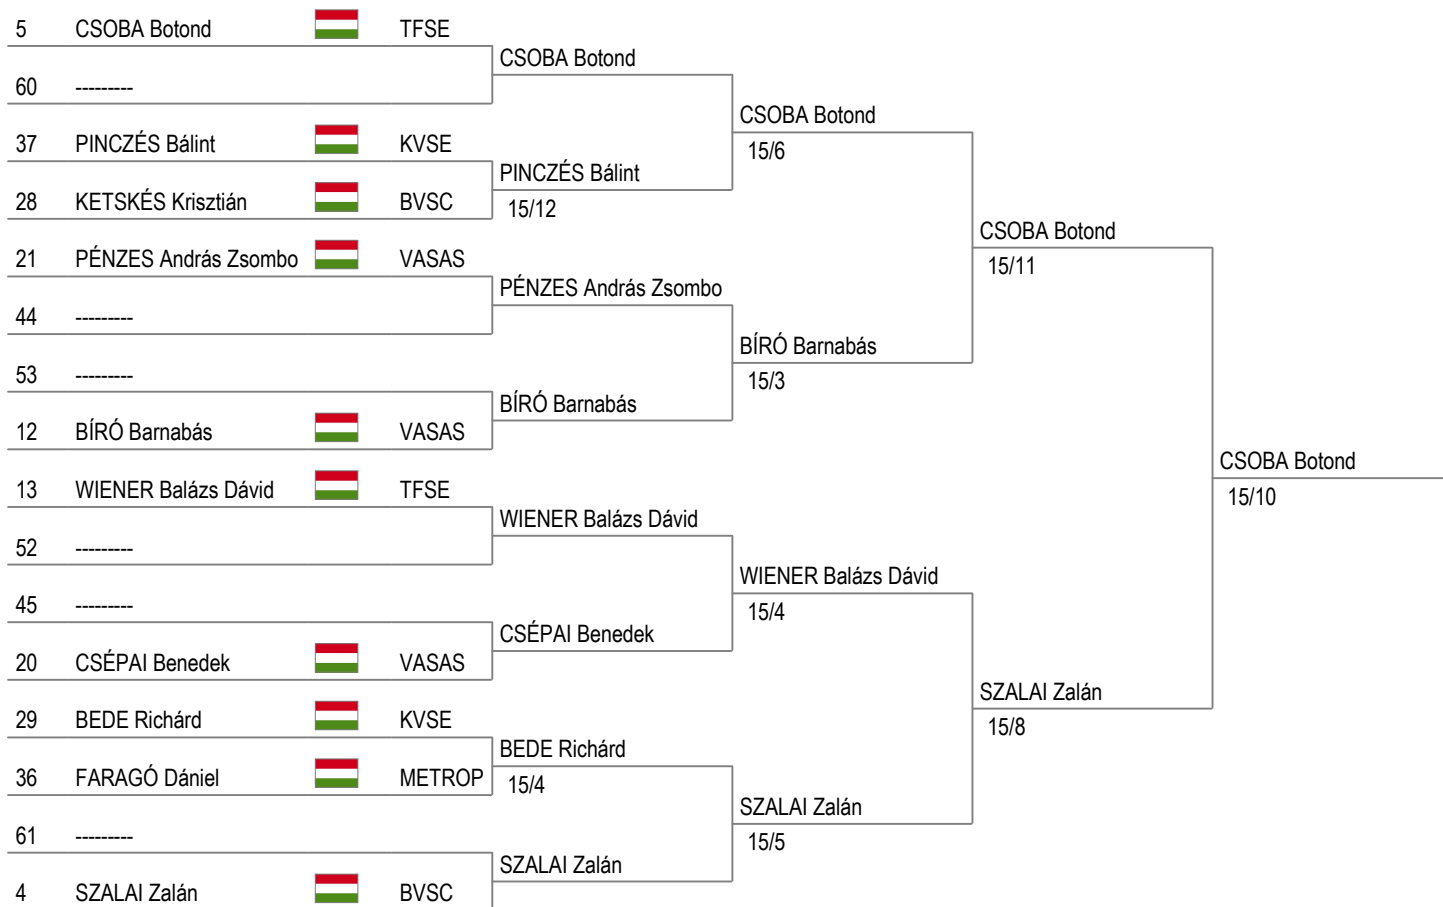 5 CSOBA Botond TFSE
CSOBA Botond
60 ---------
CSOBA Botond
15/6
37 PINCZÉS Bálint KVSE
PINCZÉS Bálint
15/12
28 KETSKÉS Krisztián BVSC
CSOBA Botond
15/11
21 PÉNZES András Zsombo VASAS
PÉNZES András Zsombo
44 ---------
BÍRÓ Barnabás
15/3
53 ---------
BÍRÓ Barnabás
12 BÍRÓ Barnabás VASAS
CSOBA Botond
15/10
13 WIENER Balázs Dávid TFSE
WIENER Balázs Dávid
52 ---------
WIENER Balázs Dávid
15/4
45 ---------
CSÉPAI Benedek
20 CSÉPAI Benedek VASAS
SZALAI Zalán
15/8
29 BEDE Richárd KVSE
BEDE Richárd
15/4
36 FARAGÓ Dániel METROP
SZALAI Zalán
15/5
61 ---------
SZALAI Zalán
4 SZALAI Zalán BVSC